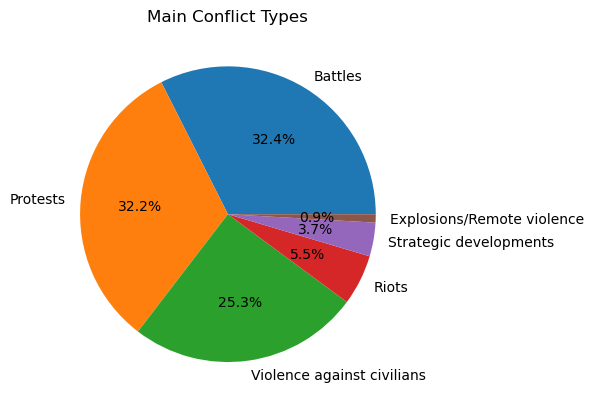 Main Conflict Types
Battles
32.4%
Protests
32.2%
Violence against civilians
25.3%
Riots
5.5%
Strategic developments
3.7%
Explosions/Remote violence
0.9%